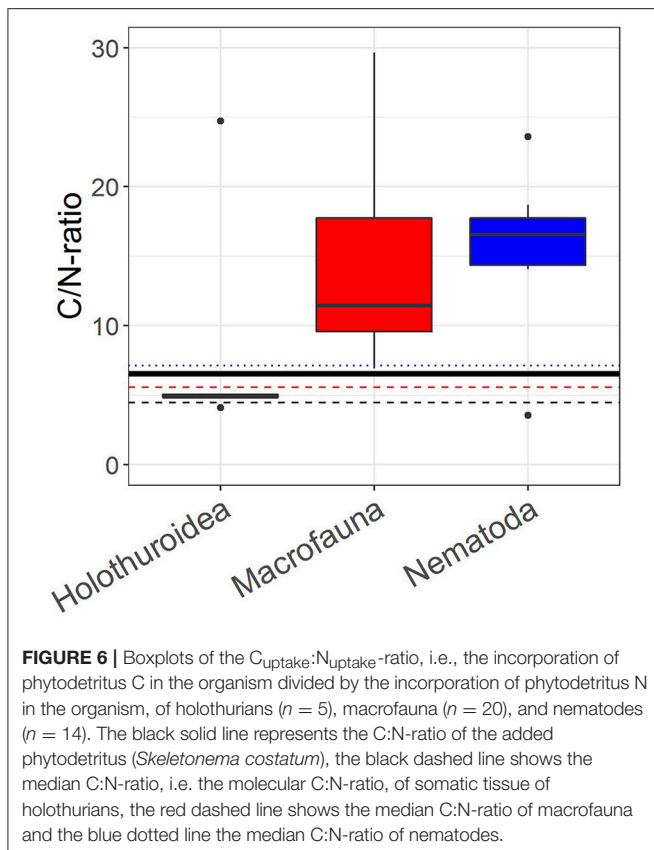 30
20
10
0
C/N-ratio
Holothuroidea
Macrofauna
Nematoda
FIGURE 6 | Boxplots of the Cuptake:Nuptake-ratio, i.e., the incorporation of
phytodetritus C in the organism divided by the incorporation of phytodetritus N
in the organism, of holothurians (n = 5), macrofauna (n = 20), and nematodes
(n = 14). The black solid line represents the C:N-ratio of the added
phytodetritus (Skeletonema costatum), the black dashed line shows the
median C:N-ratio, i.e. the molecular C:N-ratio, of somatic tissue of
holothurians, the red dashed line shows the median C:N-ratio of macrofauna
and the blue dotted line the median C:N-ratio of nematodes.